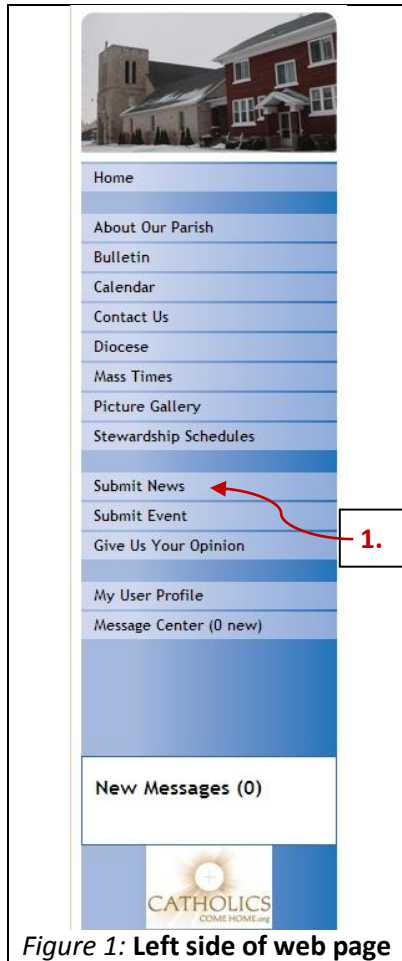 Home
About Our Parish
Bulletin
Calendar
Contact Us
Diocese
Mass Times
Picture Gallery
Stewardship Schedules
Submit News
Submit Event
1.
Give Us Your Opinion
My User Profile
Message Center (0 new)
New Messages (0)
CATHOLICS
COME HOME.org
Figure 1: Left side of web page